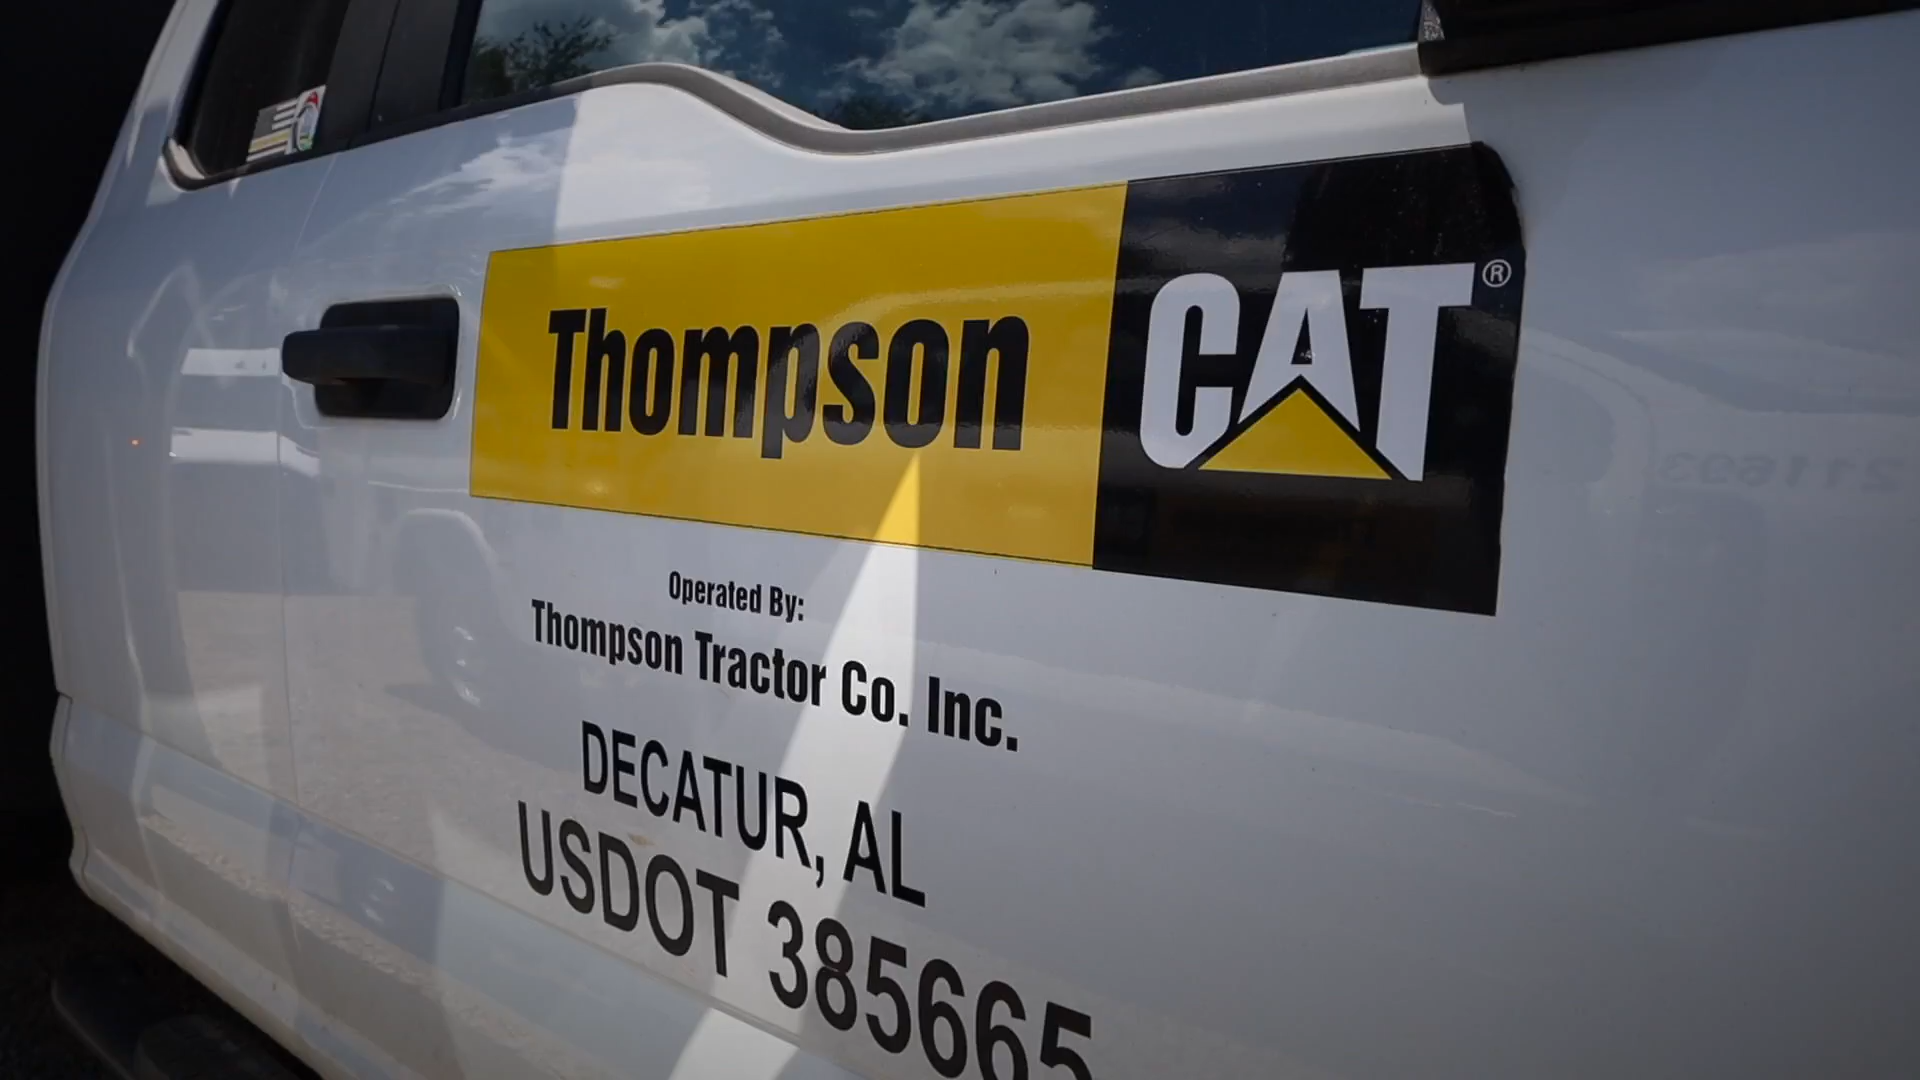 Thompson CAT®
Operated By:
Thompson Tractor Co. Inc.
DECATUR, AL
USDOT 385665